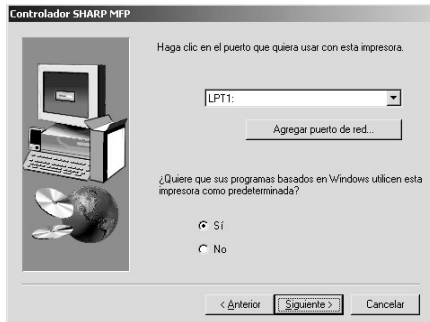 Controlador SHARP MFP
Haga clic en el puerto que quiera usar con esta impresora.
LPT1:
Agregar puerto de red...
¿Quiere que sus programas basados en Windows utilicen esta
impresora como predeterminada?
Sí
No
< Anterior
Siguiente >
Cancelar